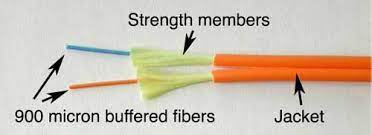 Strength members
900 micron buffered fibers
Jacket